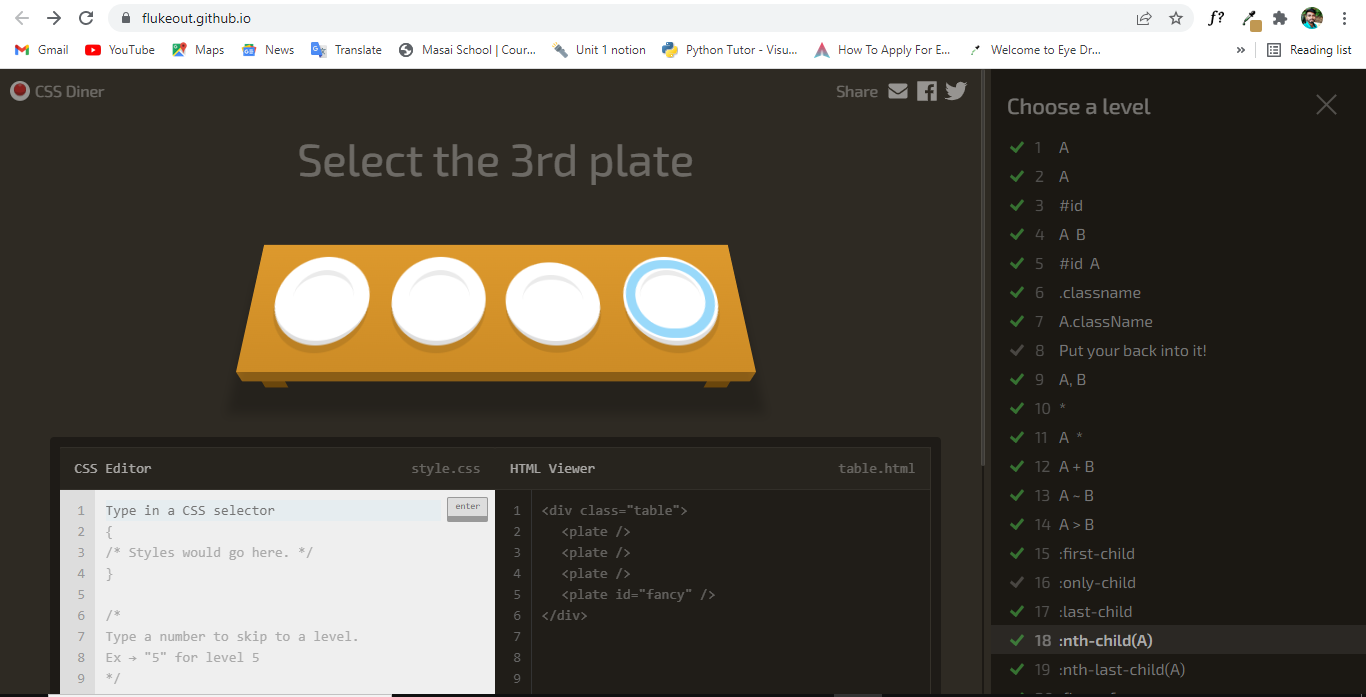 flukeout.github.io
f?
Gmail
YouTube
Maps
News
Translate
Masai School | Cour...
Unit 1 notion
Python Tutor - Visu...
How To Apply For E...
Welcome to Eye Dr...
»
Reading list
CSS Diner
Share
Select the 3rd plate
CSS Editor
style.css
1 Type in a CSS selector
enter
2 {
3 /* Styles would go here. */
4 }
5
6 /*
7 Type a number to skip to a level.
8 Ex → "5" for level 5
9 */
HTML Viewer
table.html
1 <div class="table">
2 <plate />
3 <plate />
4 <plate />
5 <plate id="fancy" />
6 </div>
7
8
9
Choose a level
1 A
2 A
3 #id
4 A B
5 #id A
6 .classname
7 A.className
8 Put your back into it!
9 A, B
10 *
11 A *
12 A + B
13 A ~ B
14 A > B
15 :first-child
16 :only-child
17 :last-child
18 :nth-child(A)
19 :nth-last-child(A)